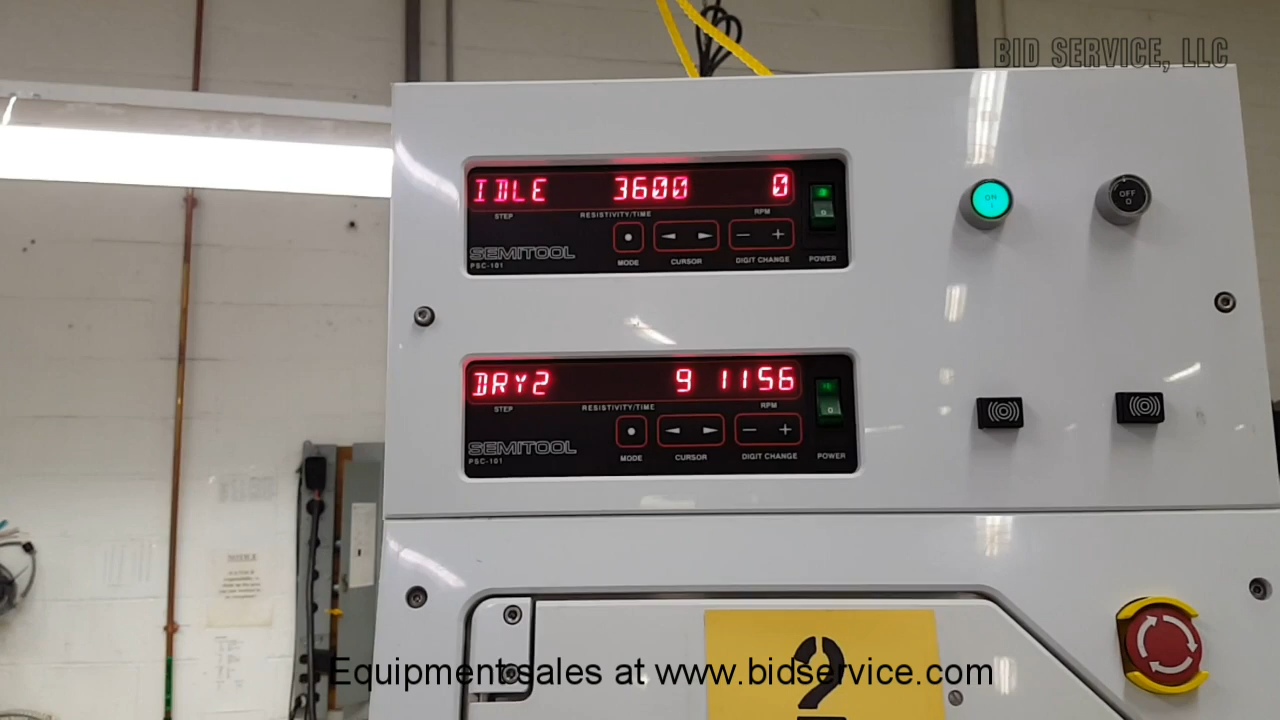 BID SERVICE, LLC
IDLE 3600 0
STEP RESISTIVITY/TIME RPM
SEMITOOL
PSC-101
MODE CURSOR DIGIT CHANGE POWER
ON
OFF
DRY2 9 1156
STEP RESISTIVITY/TIME RPM
SEMITOOL
PSC-101
MODE CURSOR DIGIT CHANGE POWER
NOTICE
2
Equipment sales at www.bidservice.com